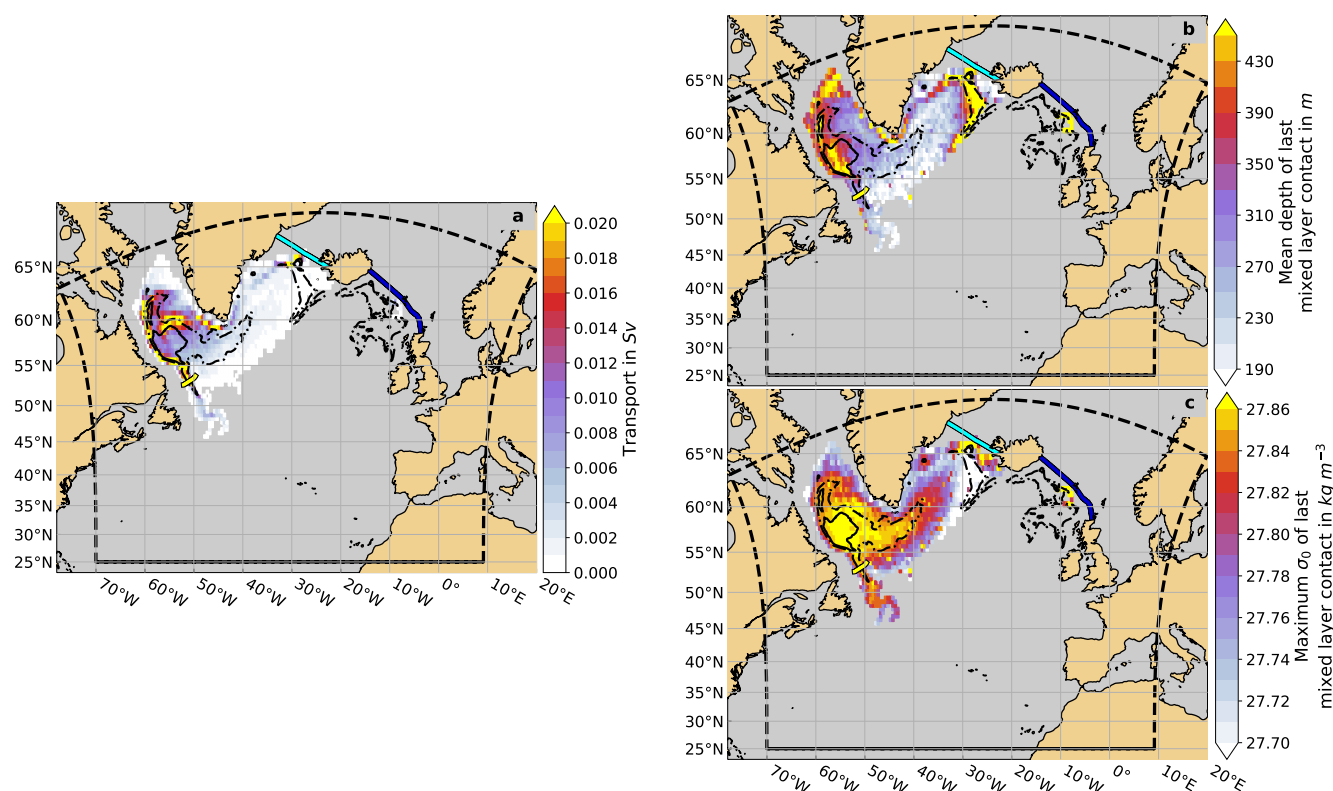 a
65°N
60°N
55°N
50°N
45°N
40°N
35°N
30°N
25°N
70°W
60°W
50°W
40°W
30°W
20°W
10°W
0°
10°E
20°E
0.020
0.018
0.016
0.014
0.012
0.010
0.008
0.006
0.004
0.002
0.000
Transport in Sv
b
65°N
60°N
55°N
50°N
45°N
40°N
35°N
30°N
25°N
430
390
350
310
270
230
190
Mean depth of last
mixed layer contact in m
c
65°N
60°N
55°N
50°N
45°N
40°N
35°N
30°N
25°N
70°W
60°W
50°W
40°W
30°W
20°W
10°W
0°
10°E
20°E
27.86
27.84
27.82
27.80
27.78
27.76
27.74
27.72
27.70
Maximum σ₀ of last
mixed layer contact in kg m⁻³